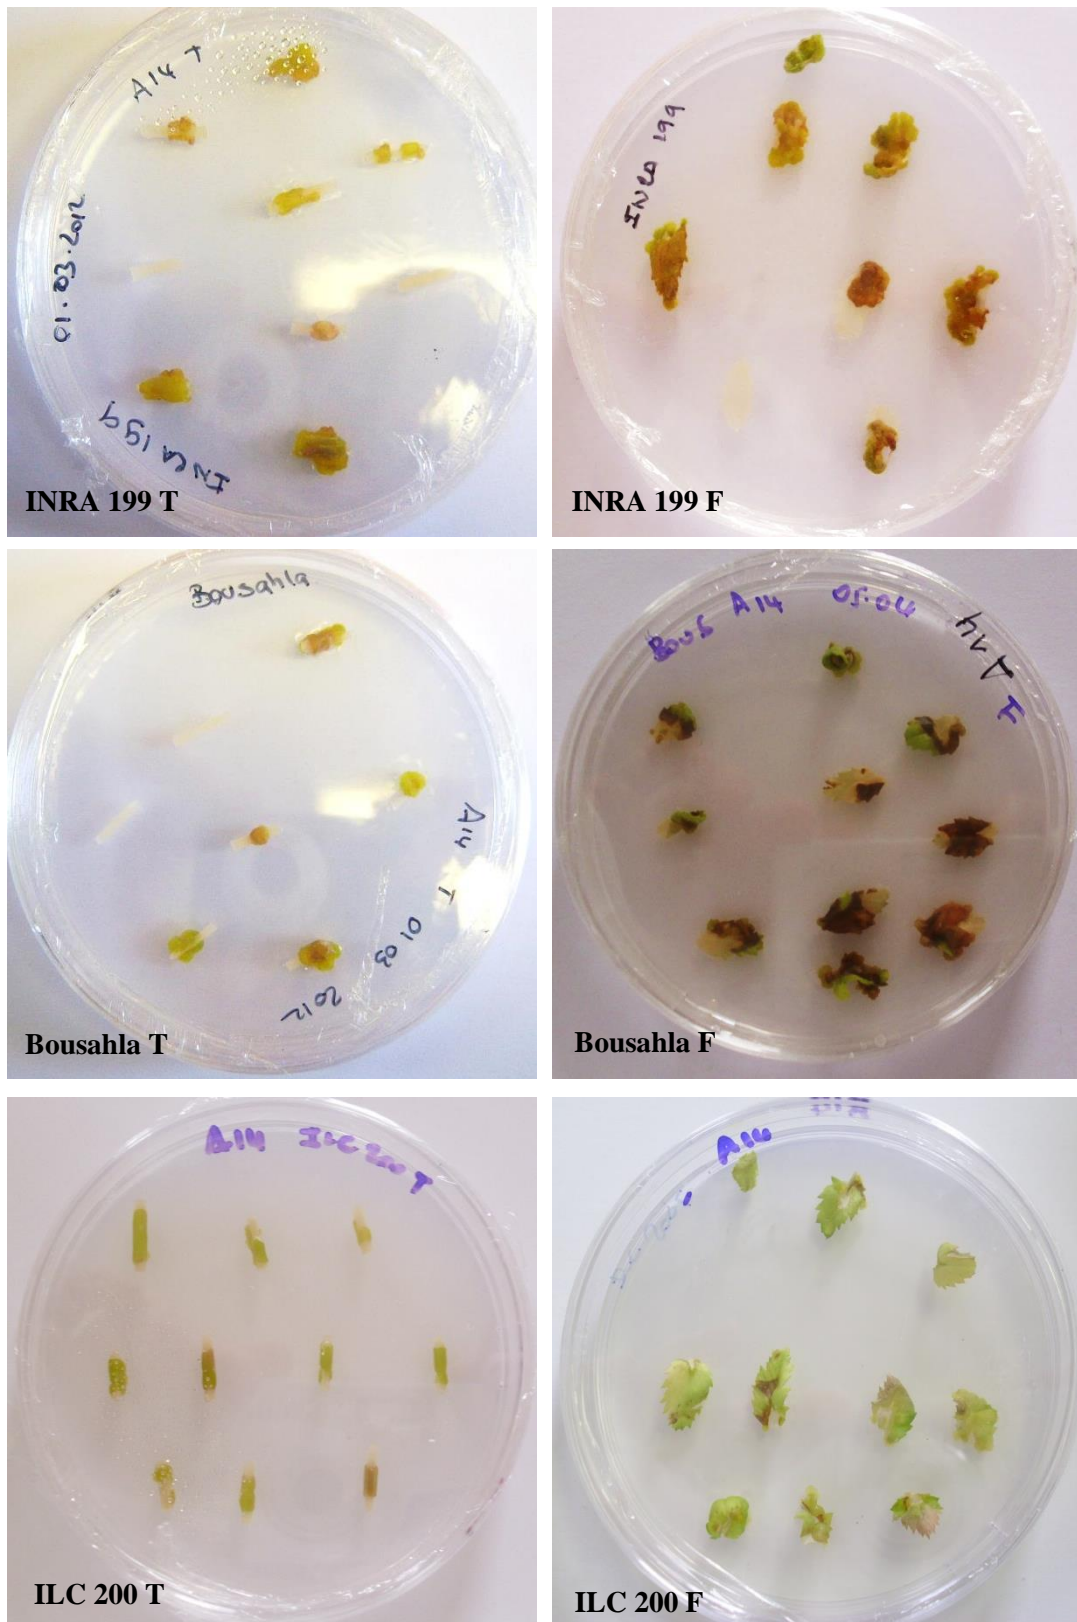 A14 T
01.03.2012
INRA 199
INRA 199 T
INRA 199
INRA 199 F
Bousahla
A14 T 01 03 2012
Bousahla T
Bous A14 05.04
A14
F
Bousahla F
A14 ILC 200 T
ILC 200 T
A14
ILC 200 F